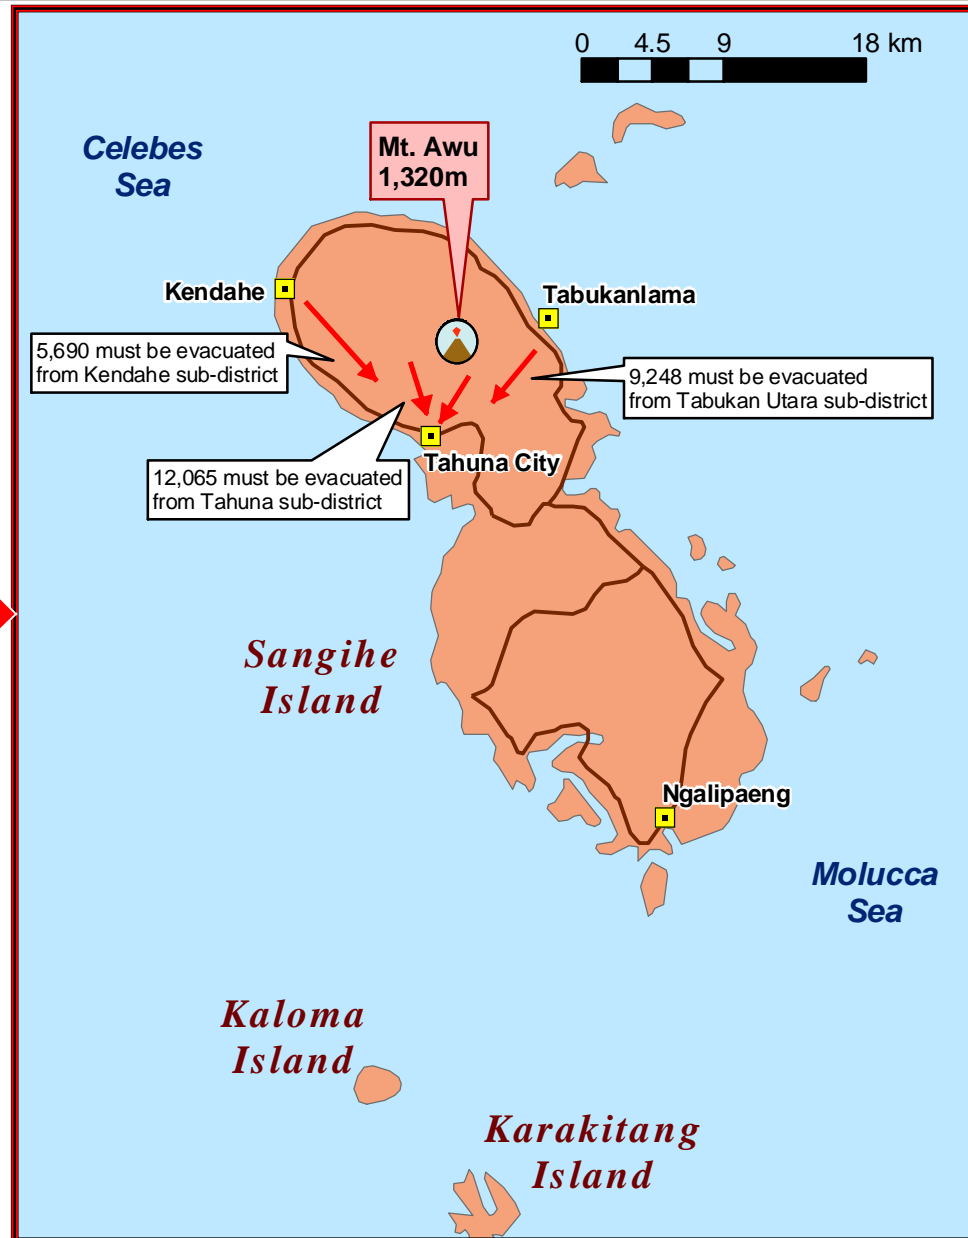 0 4.5 9 18 km
Celebes
Sea
Mt. Awu
1,320m
Kendahe
Tabukanlama
5,690 must be evacuated
from Kendahe sub-district
9,248 must be evacuated
from Tabukan Utara sub-district
Tahuna City
12,065 must be evacuated
from Tahuna sub-district
Sangihe
Island
Ngalipaeng
Molucca
Sea
Kaloma
Island
Karakitang
Island